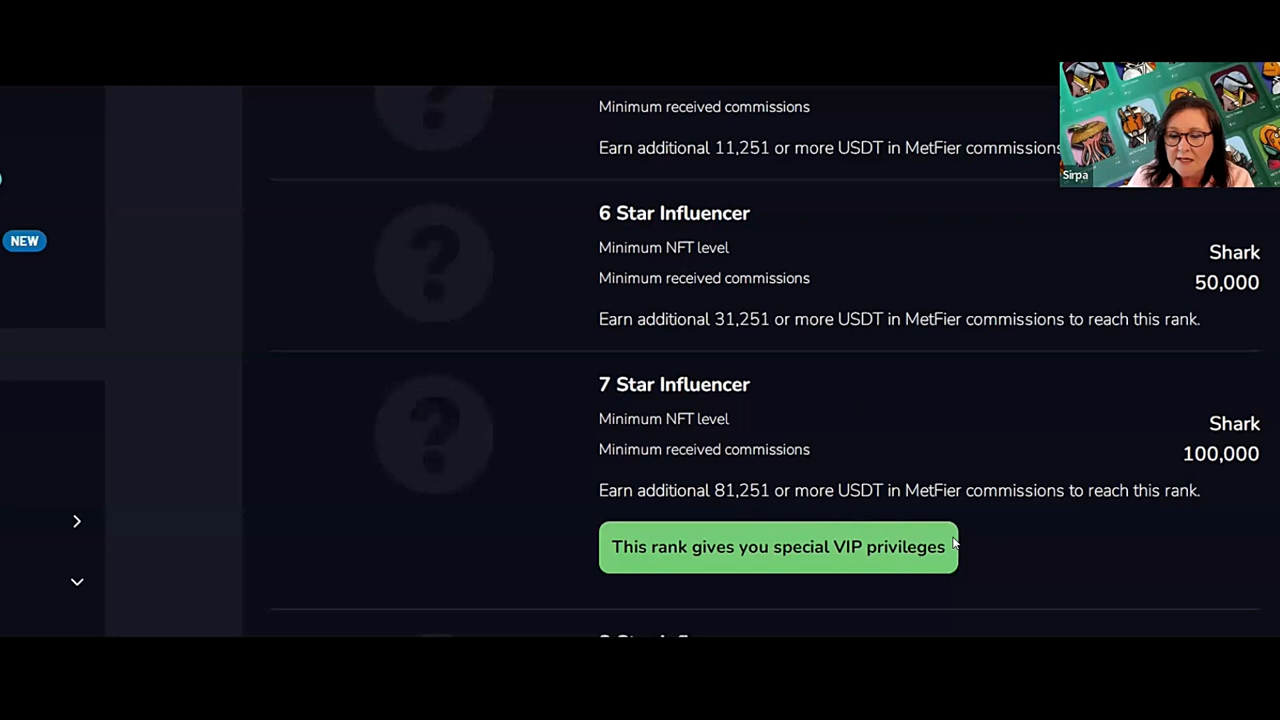 Minimum received commissions
Earn additional 11,251 or more USDT in MetFier commissions
Sirpa
NEW
6 Star Influencer
Minimum NFT level
Shark
Minimum received commissions
50,000
Earn additional 31,251 or more USDT in MetFier commissions to reach this rank.
7 Star Influencer
Minimum NFT level
Shark
Minimum received commissions
100,000
Earn additional 81,251 or more USDT in MetFier commissions to reach this rank.
This rank gives you special VIP privileges